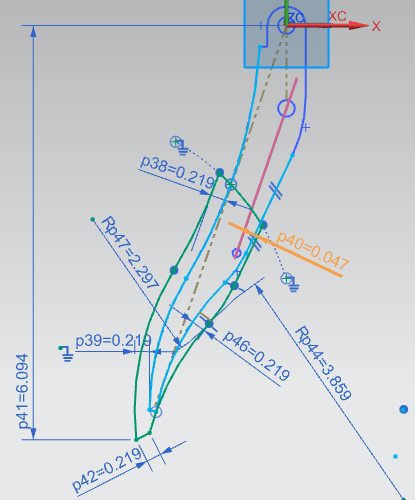 XC
XC
X
p38=0.219
p40=0.047
Rp47=2.297
p39=0.219
p46=0.219
Rp44=3.859
p41=6.094
p42=0.219